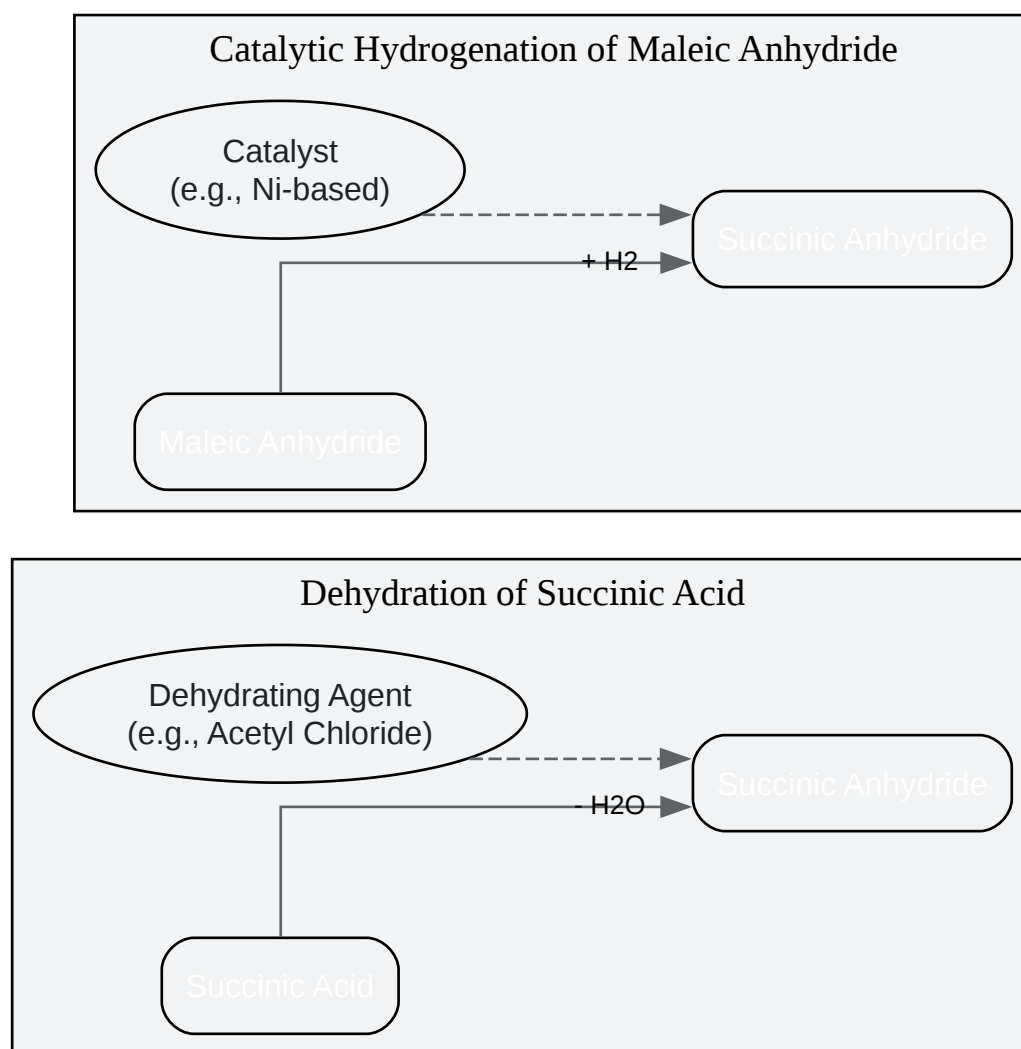 Catalytic Hydrogenation of Maleic Anhydride
Catalyst
(e.g., Ni-based)
Succinic Anhydride
+ H2
Maleic Anhydride
Dehydration of Succinic Acid
Dehydrating Agent
(e.g., Acetyl Chloride)
Succinic Anhydride
- H2O
Succinic Acid